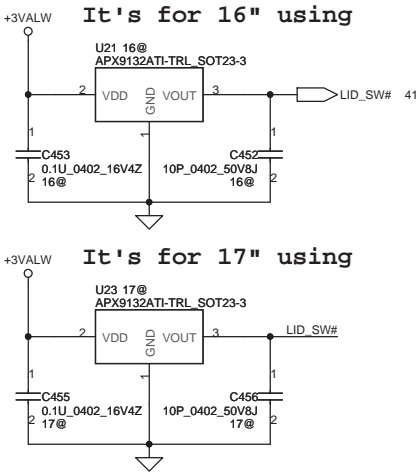 It's for 16" using
+3VALW
U21 16@
APX9132ATI-TRL_SOT23-3
2 VDD GND VOUT 3
LID_SW# 41
1
1 1
C453 C452
0.1U_0402_16V4Z 10P_0402_50V8J
2 16@ 16@ 2
It's for 17" using
+3VALW
U23 17@
APX9132ATI-TRL_SOT23-3
2 VDD GND VOUT 3
LID_SW#
1
1 1
C455 C456
0.1U_0402_16V4Z 10P_0402_50V8J
2 17@ 17@ 2